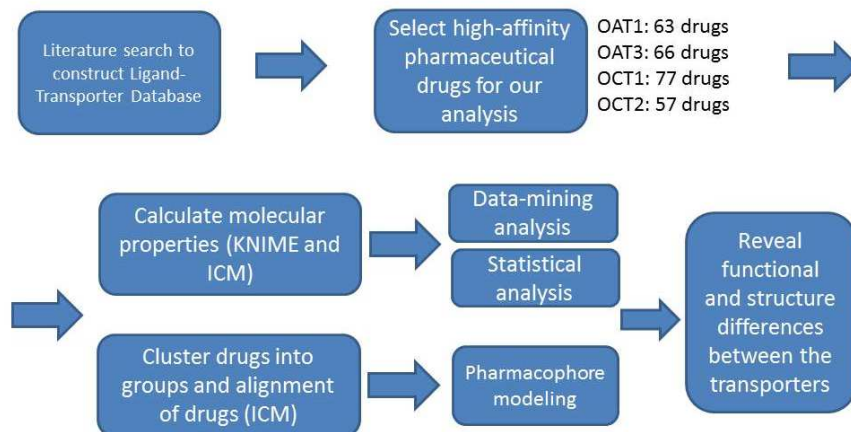 Literature search to
construct Ligand-
Transporter Database
Select high-affinity
pharmaceutical
drugs for our
analysis
OAT1: 63 drugs
OAT3: 66 drugs
OCT1: 77 drugs
OCT2: 57 drugs
Calculate molecular
properties (KNIME and
ICM)
Data-mining
analysis
Statistical
analysis
Cluster drugs into
groups and alignment
of drugs (ICM)
Pharmacophore
modeling
Reveal
functional
and structure
differences
between the
transporters